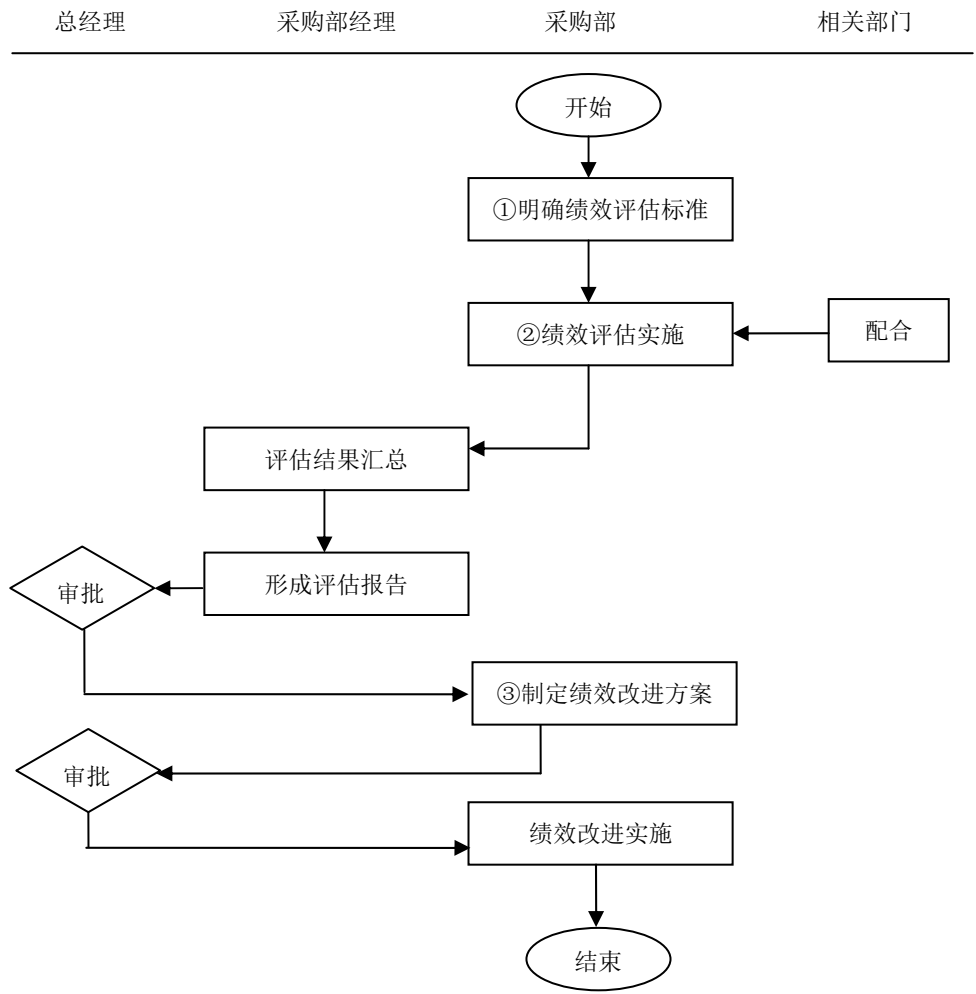 总经理 采购部经理 采购部 相关部门
开始
①明确绩效评估标准
②绩效评估实施 配合
评估结果汇总
审批 形成评估报告
③制定绩效改进方案
审批
绩效改进实施
结束